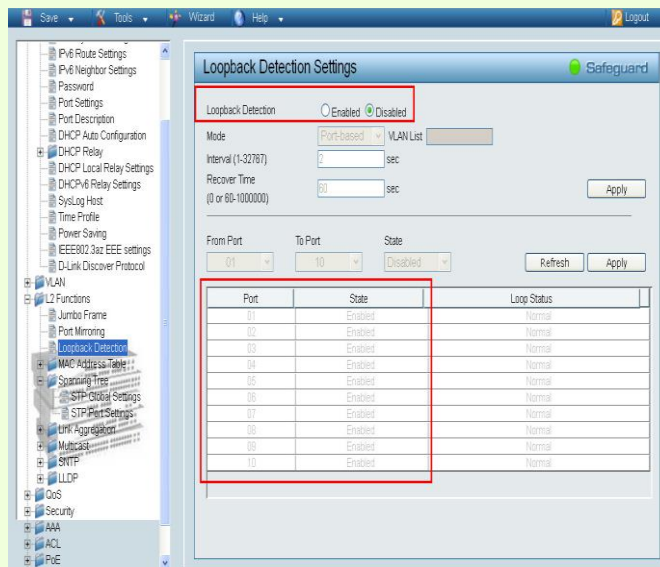 Save Tools Wizard Help Logout
IPv6 Route Settings
IPv6 Neighbor Settings
Password
Port Settings
Port Description
DHCP Auto Configuration
DHCP Relay
DHCP Local Relay Settings
DHCPv6 Relay Settings
SysLog Host
Time Profile
Power Saving
IEEE802.3az EEE settings
D-Link Discover Protocol
VLAN
L2 Functions
Jumbo Frame
Port Mirroring
Loopback Detection
MAC Address Table
Spanning Tree
STP Global Settings
STP Port Settings
Link Aggregation
Multicast
SNTP
LLDP
QoS
Security
AAA
ACL
PoE
Loopback Detection Settings Safeguard
Loopback Detection Enabled Disabled
Mode Port-based VLAN List
Interval (1-32767) 2 sec
Recover Time
(0 or 60-1000000) 60 sec Apply
From Port To Port State
01 10 Disabled Refresh Apply
Port State Loop Status
01 Enabled Normal
02 Enabled Normal
03 Enabled Normal
04 Enabled Normal
05 Enabled Normal
06 Enabled Normal
07 Enabled Normal
08 Enabled Normal
09 Enabled Normal
10 Enabled Normal